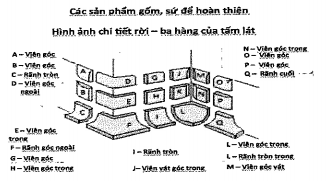 Các sản phẩm gốm, sứ để hoàn thiện
Hình ảnh chi tiết rời – ba hàng của tấm lát
A – Viên góc
B – Viên góc
C – Rãnh tròn
D – Viên góc
ngoài
E – Viên góc
trong
F – Rãnh góc ngoài
G – Viên góc
H – Viên góc trong
I – Rãnh tròn
J – Viên vát góc trong
N – Viên góc trong
O – Viên góc
P – Viên góc
Q – Rãnh cuối
L – Viên góc trong
L – Rãnh tròn trong
M – Viên góc vát
A
B
C
D
E
F
G
H
I
J
K
L
M
N
O
P
Q